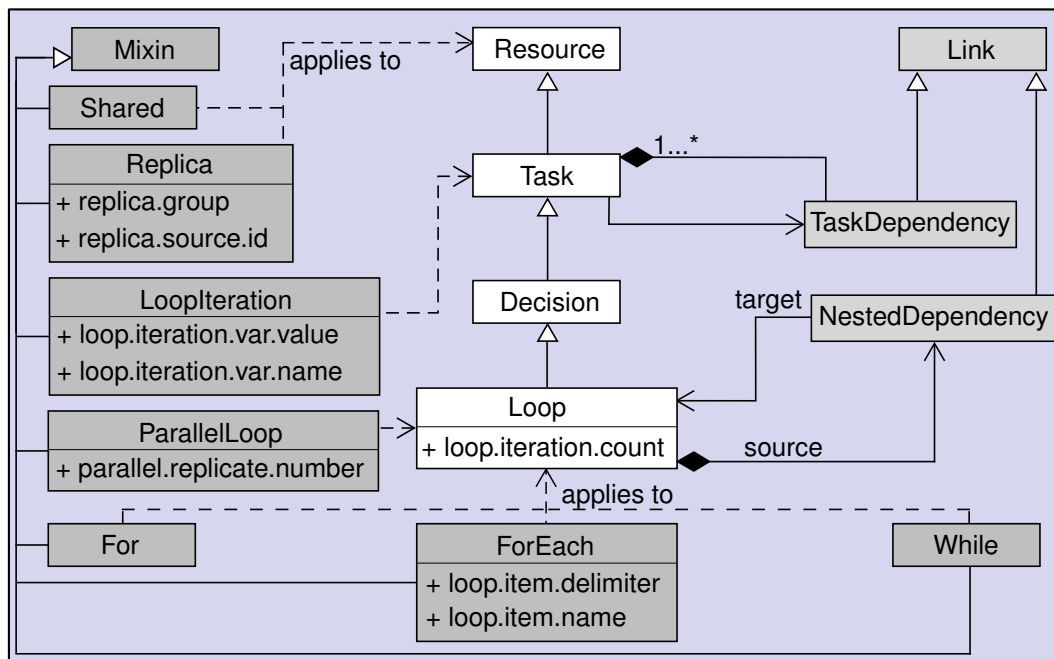 Mixin
Resource
Link
applies to
Shared
Replica
+ replica.group
+ replica.source.id
Task
1...*
TaskDependency
LoopIteration
+ loop.iteration.var.value
+ loop.iteration.var.name
Decision
target
NestedDependency
Loop
+ loop.iteration.count
ParallelLoop
+ parallel.replicate.number
source
applies to
For
ForEach
+ loop.item.delimiter
+ loop.item.name
While